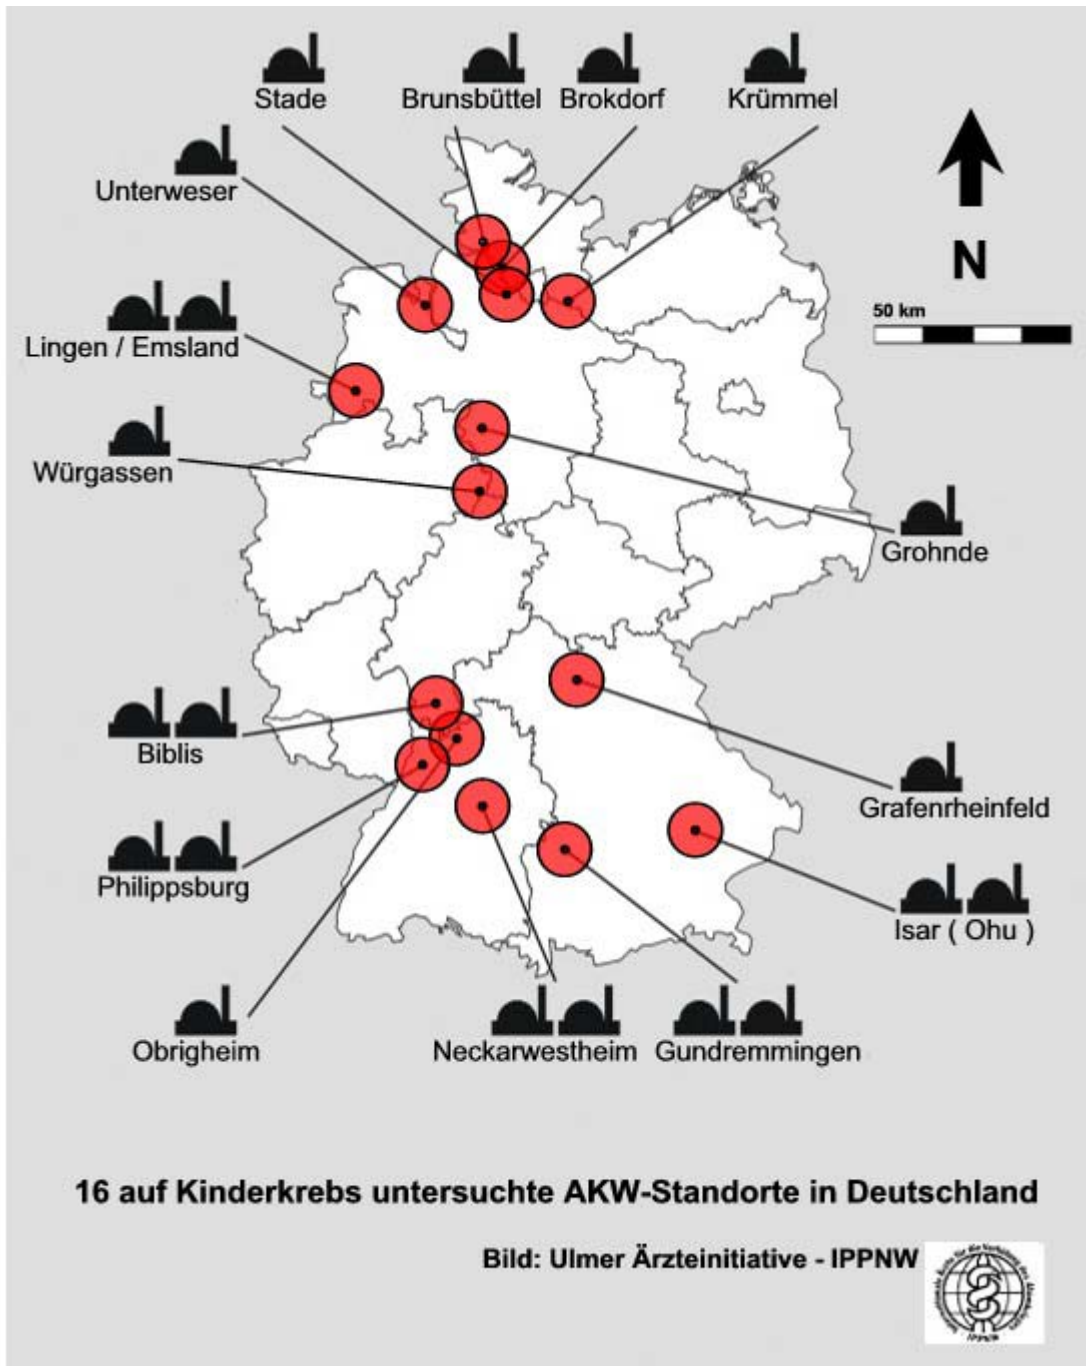 Stade
Brunsbüttel
Brokdorf
Krümmel
Unterweser
N
50 km
Lingen / Emsland
Würgassen
Grohnde
Biblis
Grafenrheinfeld
Philippsburg
Isar ( Ohu )
Obrigheim
Neckarwestheim
Gundremmingen
16 auf Kinderkrebs untersuchte AKW-Standorte in Deutschland
Bild: Ulmer Ärzteinitiative - IPPNW
IPPNW